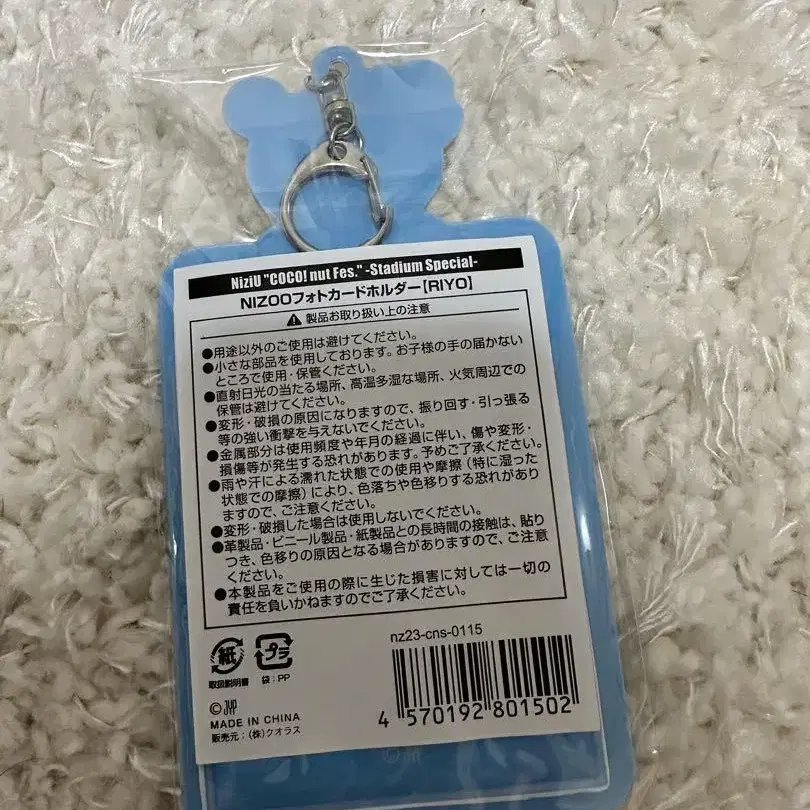 NiziU "COCO! nut Fes." -Stadium Special-
NIZOOフォトカードホルダー【RIYO】
製品お取り扱い上の注意
●用途以外のご使用は避けてください。
●小さな部品を使用しております。お子様の手の届かない
ところで使用・保管ください。
●直射日光の当たる場所、高温多湿な場所、火気周辺での
保管は避けてください。
●変形・破損の原因になりますので、振り回す・引っ張る
等の強い衝撃を与えないでください。
●金属部分は使用頻度や年月の経過に伴い、傷や変形・
損傷等が発生する恐れがあります。予めご了承ください。
●雨や汗による濡れた状態での使用や摩擦(特に湿った
状態での摩擦)により、色落ちや色移りする恐れがあり
ますので、ご注意ください。
●変形・破損した場合は使用しないでください。
●革製品・ビニール製品・紙製品との長時間の接触は、貼り
つき、色移りの原因となる場合がありますので、ご注意
ください。
●本製品をご使用の際に生じた損害に対しては一切の
責任を負いかねますのでご了承ください。
nz23-cns-0115
紙
プラ
取扱説明書
袋:PP
©JYP
MADE IN CHINA
販売元:(株)クオラス
4 570192 801502
©JYP